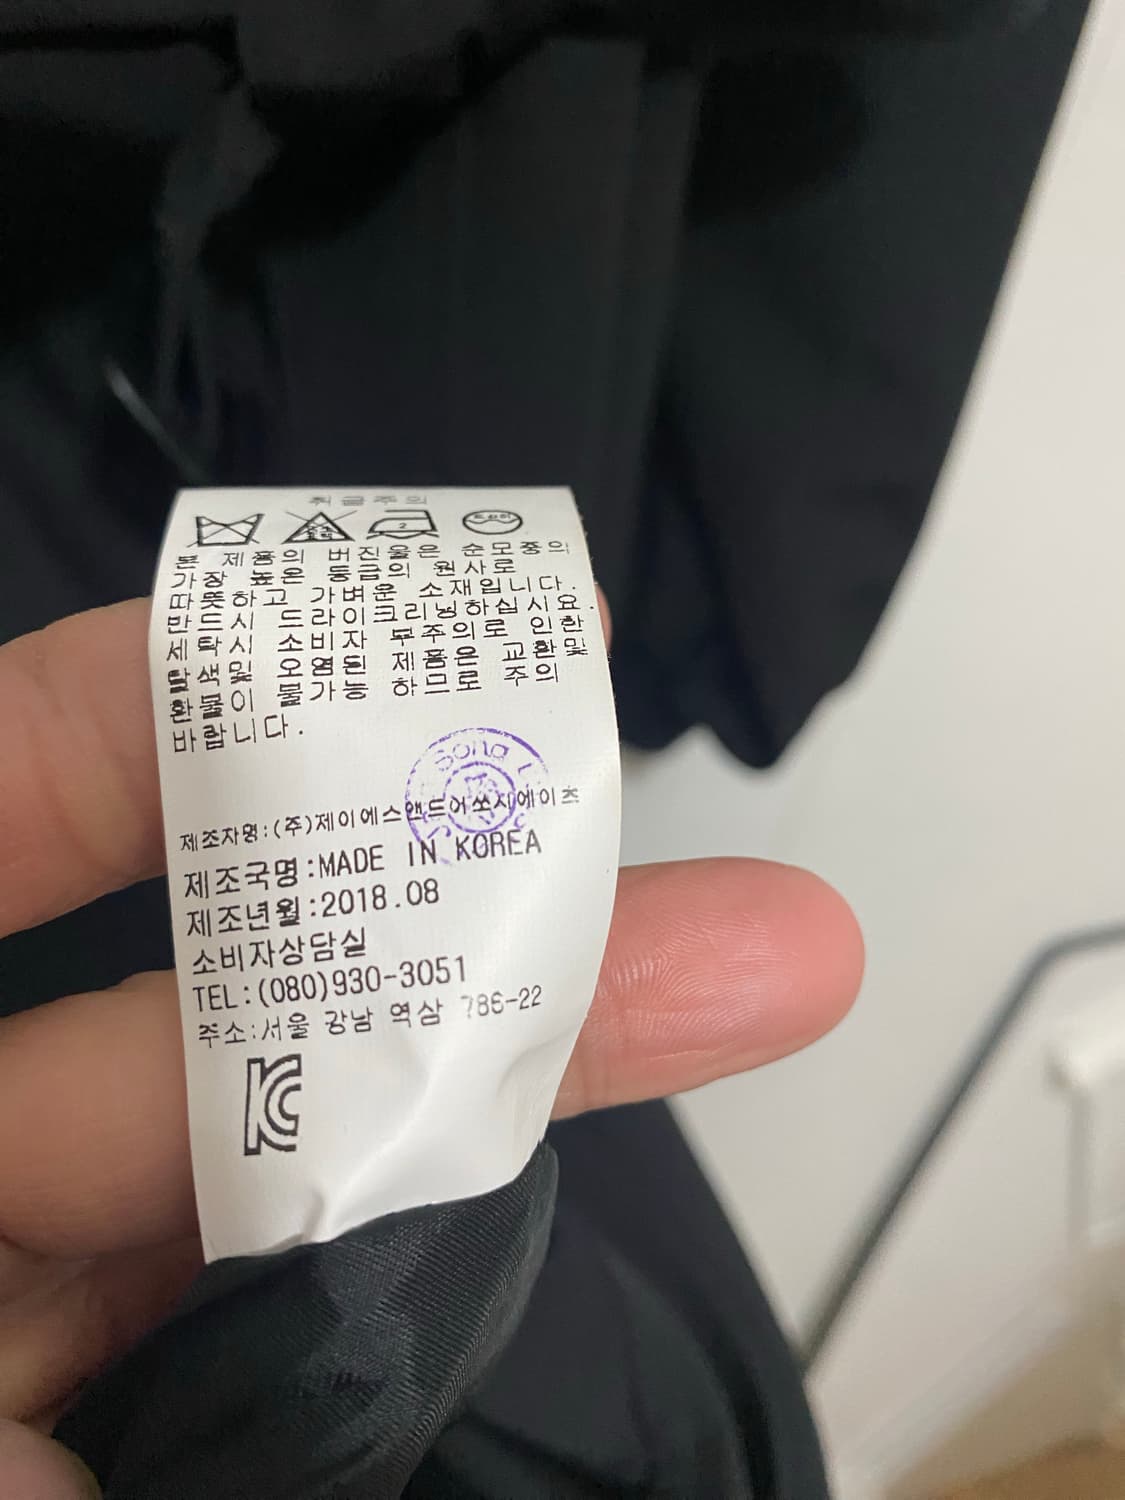 취급주의
2
드라이
본 제품의 버진울은 순모중의
가장 높은 등급의 원사로
따뜻하고 가벼운 소재입니다.
반드시 드라이크리닝하십시요.
세탁시 소비자 부주의로 인한
탈색및 오염된 제품은 교환및
환불이 불가능 하므로 주의
바랍니다.
Song
제조자명:(주)제이에스앤드어쏘시에이츠
제조국명:MADE IN KOREA
제조년월:2018.08
소비자상담실
TEL:(080)930-3051
주소:서울 강남 역삼 786-22
KC